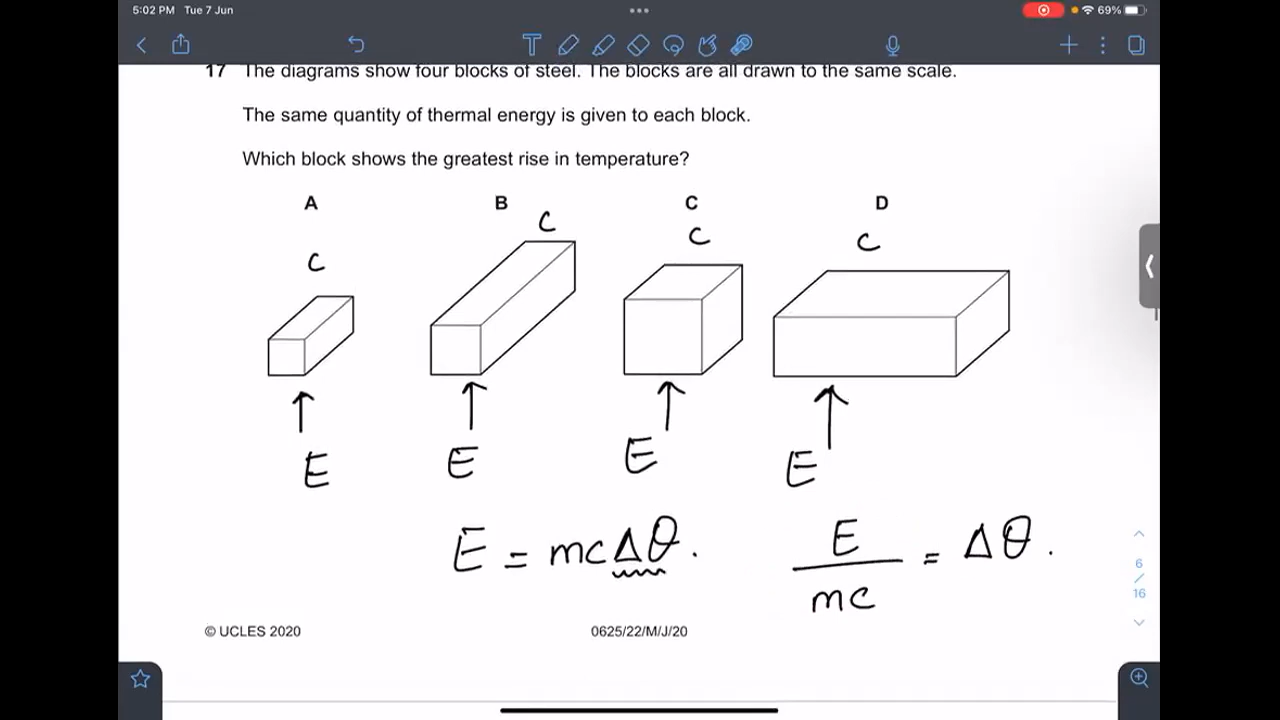 5:02 PM Tue 7 Jun
69%
17 The diagrams show four blocks of steel. The blocks are all drawn to the same scale.
The same quantity of thermal energy is given to each block.
Which block shows the greatest rise in temperature?
A B C D
c c c c
E E E E
E = mcΔθ.
E/mc = Δθ.
6
/
16
© UCLES 2020
0625/22/M/J/20